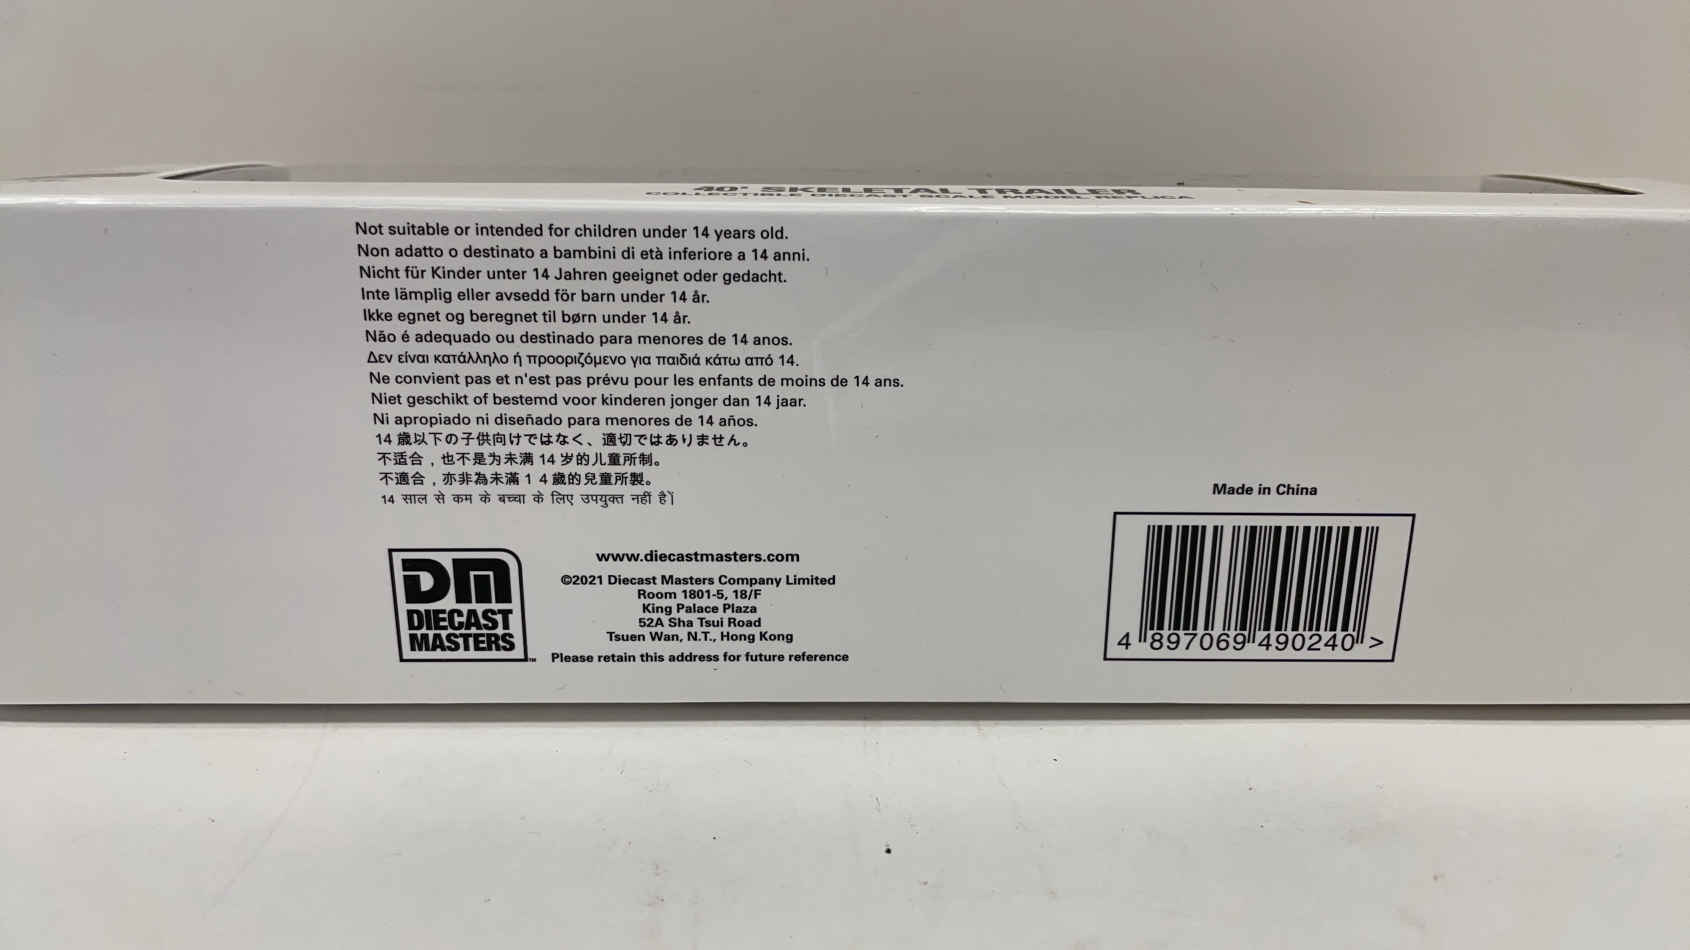 40' SKELETAL TRAILER
COLLECTIBLE DIECAST SCALE MODEL REPLICA
Not suitable or intended for children under 14 years old.
Non adatto o destinato a bambini di età inferiore a 14 anni.
Nicht für Kinder unter 14 Jahren geeignet oder gedacht.
Inte lämplig eller avsedd för barn under 14 år.
Ikke egnet og beregnet til børn under 14 år.
Não é adequado ou destinado para menores de 14 anos.
Δεν είναι κατάλληλο ή προοριζόμενο για παιδιά κάτω από 14.
Ne convient pas et n'est pas prévu pour les enfants de moins de 14 ans.
Niet geschikt of bestemd voor kinderen jonger dan 14 jaar.
Ni apropiado ni diseñado para menores de 14 años.
14 歳以下の子供向けではなく、適切ではありません。
不适合，也不是为未满 14 岁的儿童所制。
不適合，亦非為未滿 1 4 歲的兒童所製。
14 साल से कम के बच्चा के लिए उपयुक्त नहीं है।
Made in China
DM
DIECAST
MASTERS
TM
www.diecastmasters.com
©2021 Diecast Masters Company Limited
Room 1801-5, 18/F
King Palace Plaza
52A Sha Tsui Road
Tsuen Wan, N.T., Hong Kong
Please retain this address for future reference
4 897069 490240 >